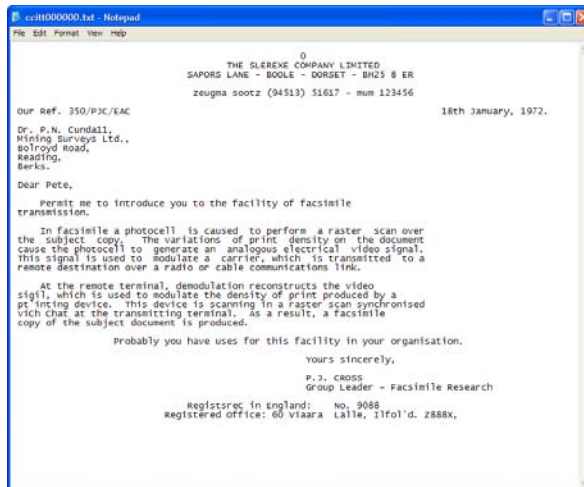 ccitt000000.txt - Notepad
File Edit Format View Help
0
THE SLEREXE COMPANY LIMITED
SAPORS LANE - BOOLE - DORSET - BH25 8 ER
zeugma sootz (94513) 51617 - mum 123456
Our Ref. 350/PJC/EAC 18th January, 1972.
Dr. P.N. Cundall,
Mining Surveys Ltd.,
Bolroyd Road,
Reading,
Berks.
Dear Pete,
Permit me to introduce you to the facility of facsimile
transmission.
In facsimile a photocell is caused to perform a raster scan over
the subject copy. The variations of print density on the document
cause the photocell to generate an analogous electrical video signal.
This signal is used to modulate a carrier, which is transmitted to a
remote destination over a radio or cable communications link.
At the remote terminal, demodulation reconstructs the video
sigil, which is used to modulate the density of print produced by a
pt inting device. This device is scanning in a raster scan synchronised
vich Chat at the transmitting terminal. As a result, a facsimile
copy of the subject document is produced.
Probably you have uses for this facility in your organisation.
Yours sincerely,
P.J. CROSS
Group Leader - Facsimile Research
Registsrec in England: No. 9088
Registered office: 60 Viaara Lalle, Ilfol'd. Z888X,